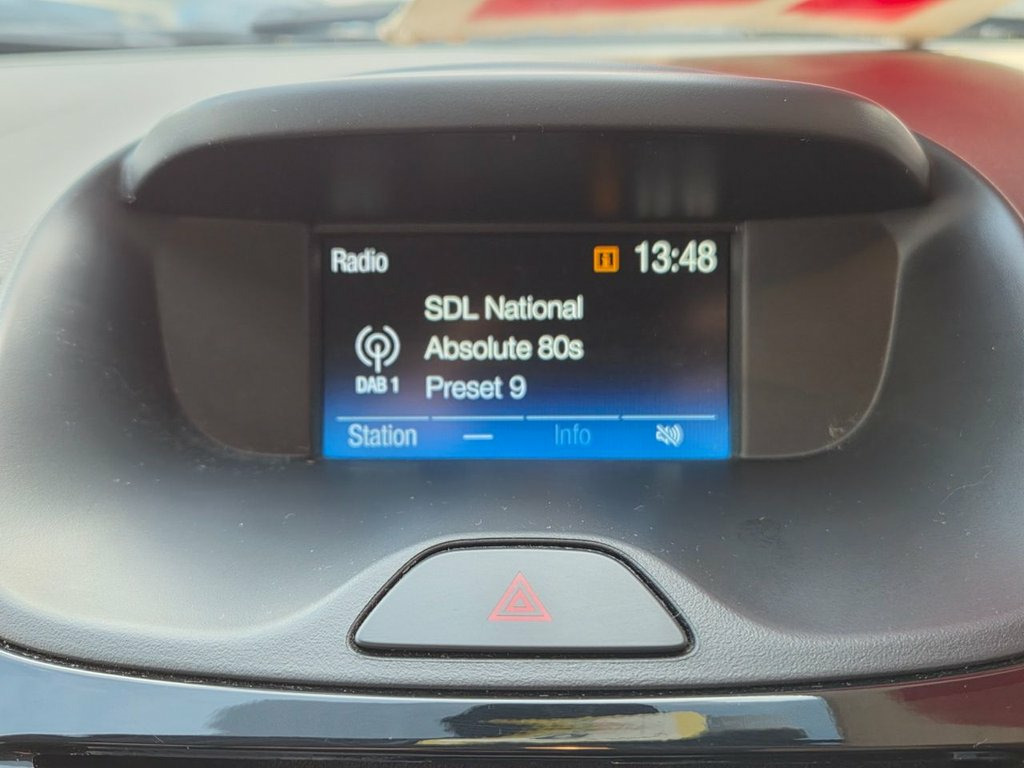 Radio 13:48
SDL National
Absolute 80s
DAB 1
Preset 9
Station Info